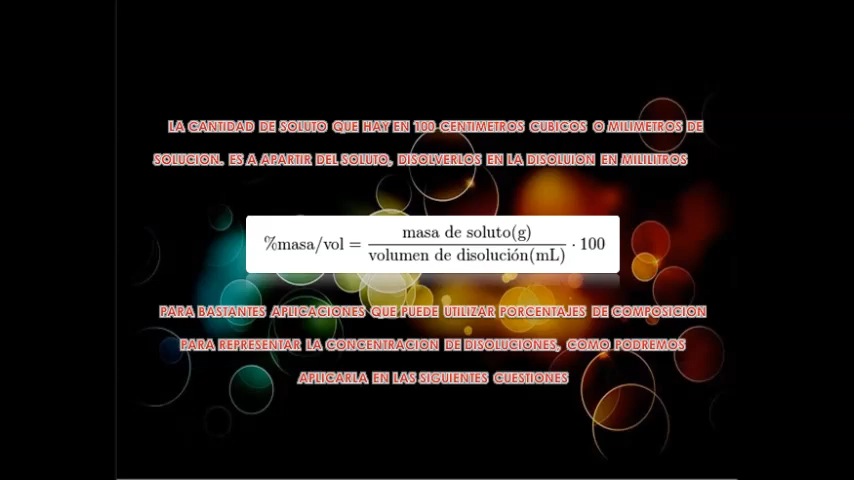 LA CANTIDAD DE SOLUTO QUE HAY EN 100 CENTIMETROS CUBICOS O MILIMETROS DE
SOLUCION. ES A APARTIR DEL SOLUTO, DISOLVERLOS EN LA DISOLUION EN MILILITROS
%masa/vol = masa de soluto(g) / volumen de disolución(mL) · 100
PARA BASTANTES APLICACIONES QUE PUEDE UTILIZAR PORCENTAJES DE COMPOSICION
PARA REPRESENTAR LA CONCENTRACION DE DISOLUCIONES, COMO PODREMOS
APLICARLA EN LAS SIGUIENTES CUESTIONES